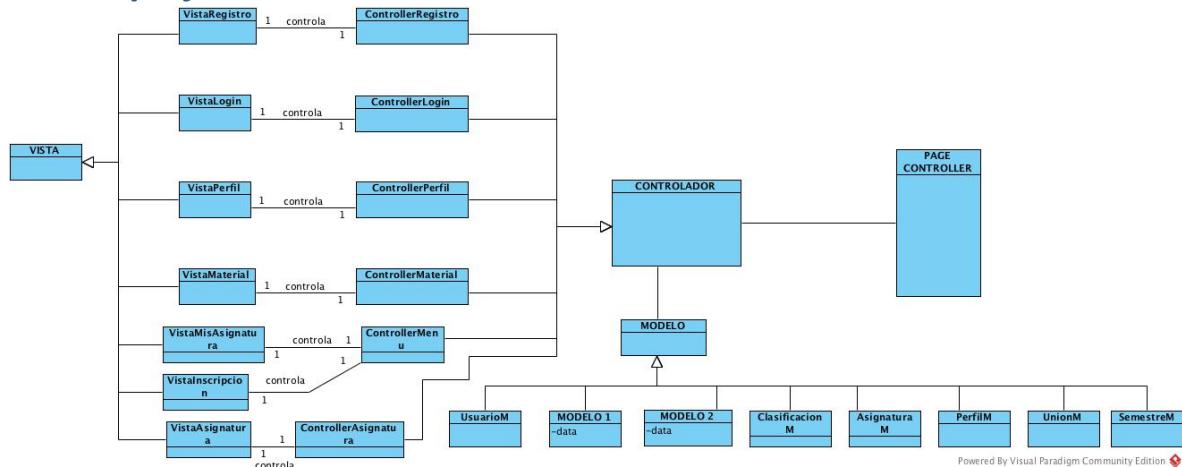 VistaRegistro
1
controla
1
ControllerRegistro
VistaLogin
1
controla
1
ControllerLogin
VISTA
VistaPerfil
1
controla
1
ControllerPerfil
VistaMaterial
1
controla
1
ControllerMaterial
VistaMisAsignatu
ra
1
controla
1
ControllerMen
u
VistaInscripcio
n
1
controla
1
VistaAsignatur
a
1
controla
1
ControllerAsigna
tura
CONTROLADOR
PAGE
CONTROLLER
MODELO
UsuarioM
MODELO 1
-data
MODELO 2
-data
Clasificacion
M
Asignatura
M
PerfilM
UnionM
SemestreM
Powered By Visual Paradigm Community Edition